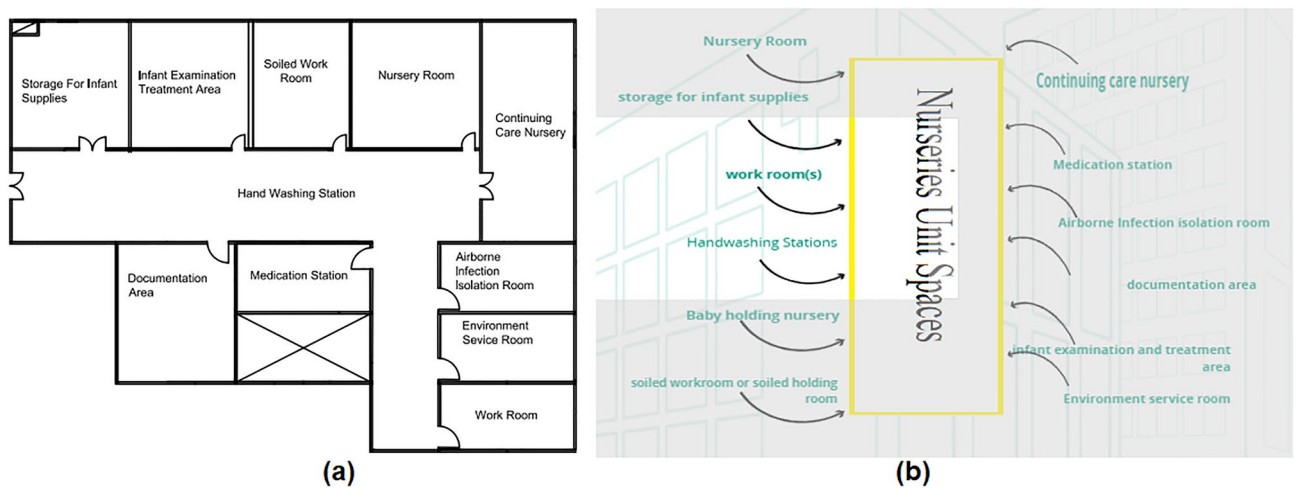 Storage For Infant
Supplies
Infant Examination
Treatment Area
Soiled Work
Room
Nursery Room
Continuing
Care Nursery
Hand Washing Station
Documentation
Area
Medication Station
Airborne
Infection
Isolation Room
Environment
Sevice Room
Work Room
(a)
Nursery Room
storage for infant supplies
work room(s)
Handwashing Stations
Baby holding nursery
soiled workroom or soiled holding
room
Nurseries Unit Spaces
Continuing care nursery
Medication station
Airborne Infection isolation room
documentation area
infant examination and treatment
area
Environment service room
(b)